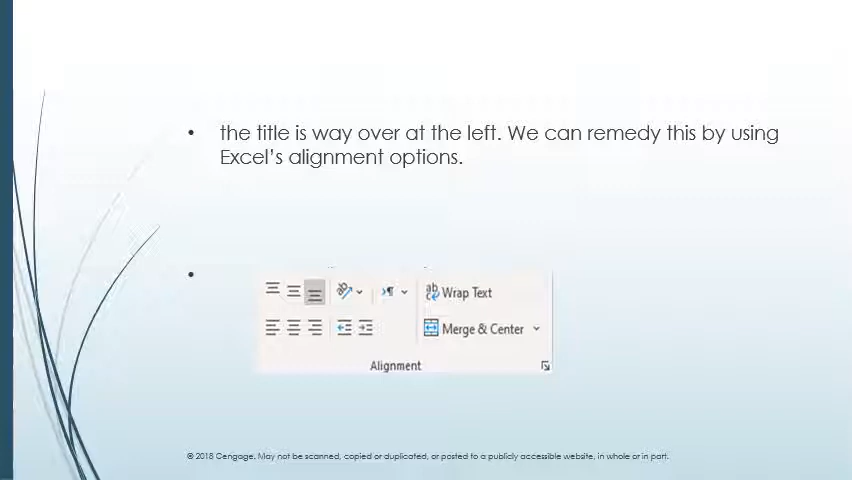 • the title is way over at the left. We can remedy this by using
Excel’s alignment options.
•
Wrap Text
Merge & Center
Alignment
© 2018 Cengage. May not be scanned, copied or duplicated, or posted to a publicly accessible website, in whole or in part.